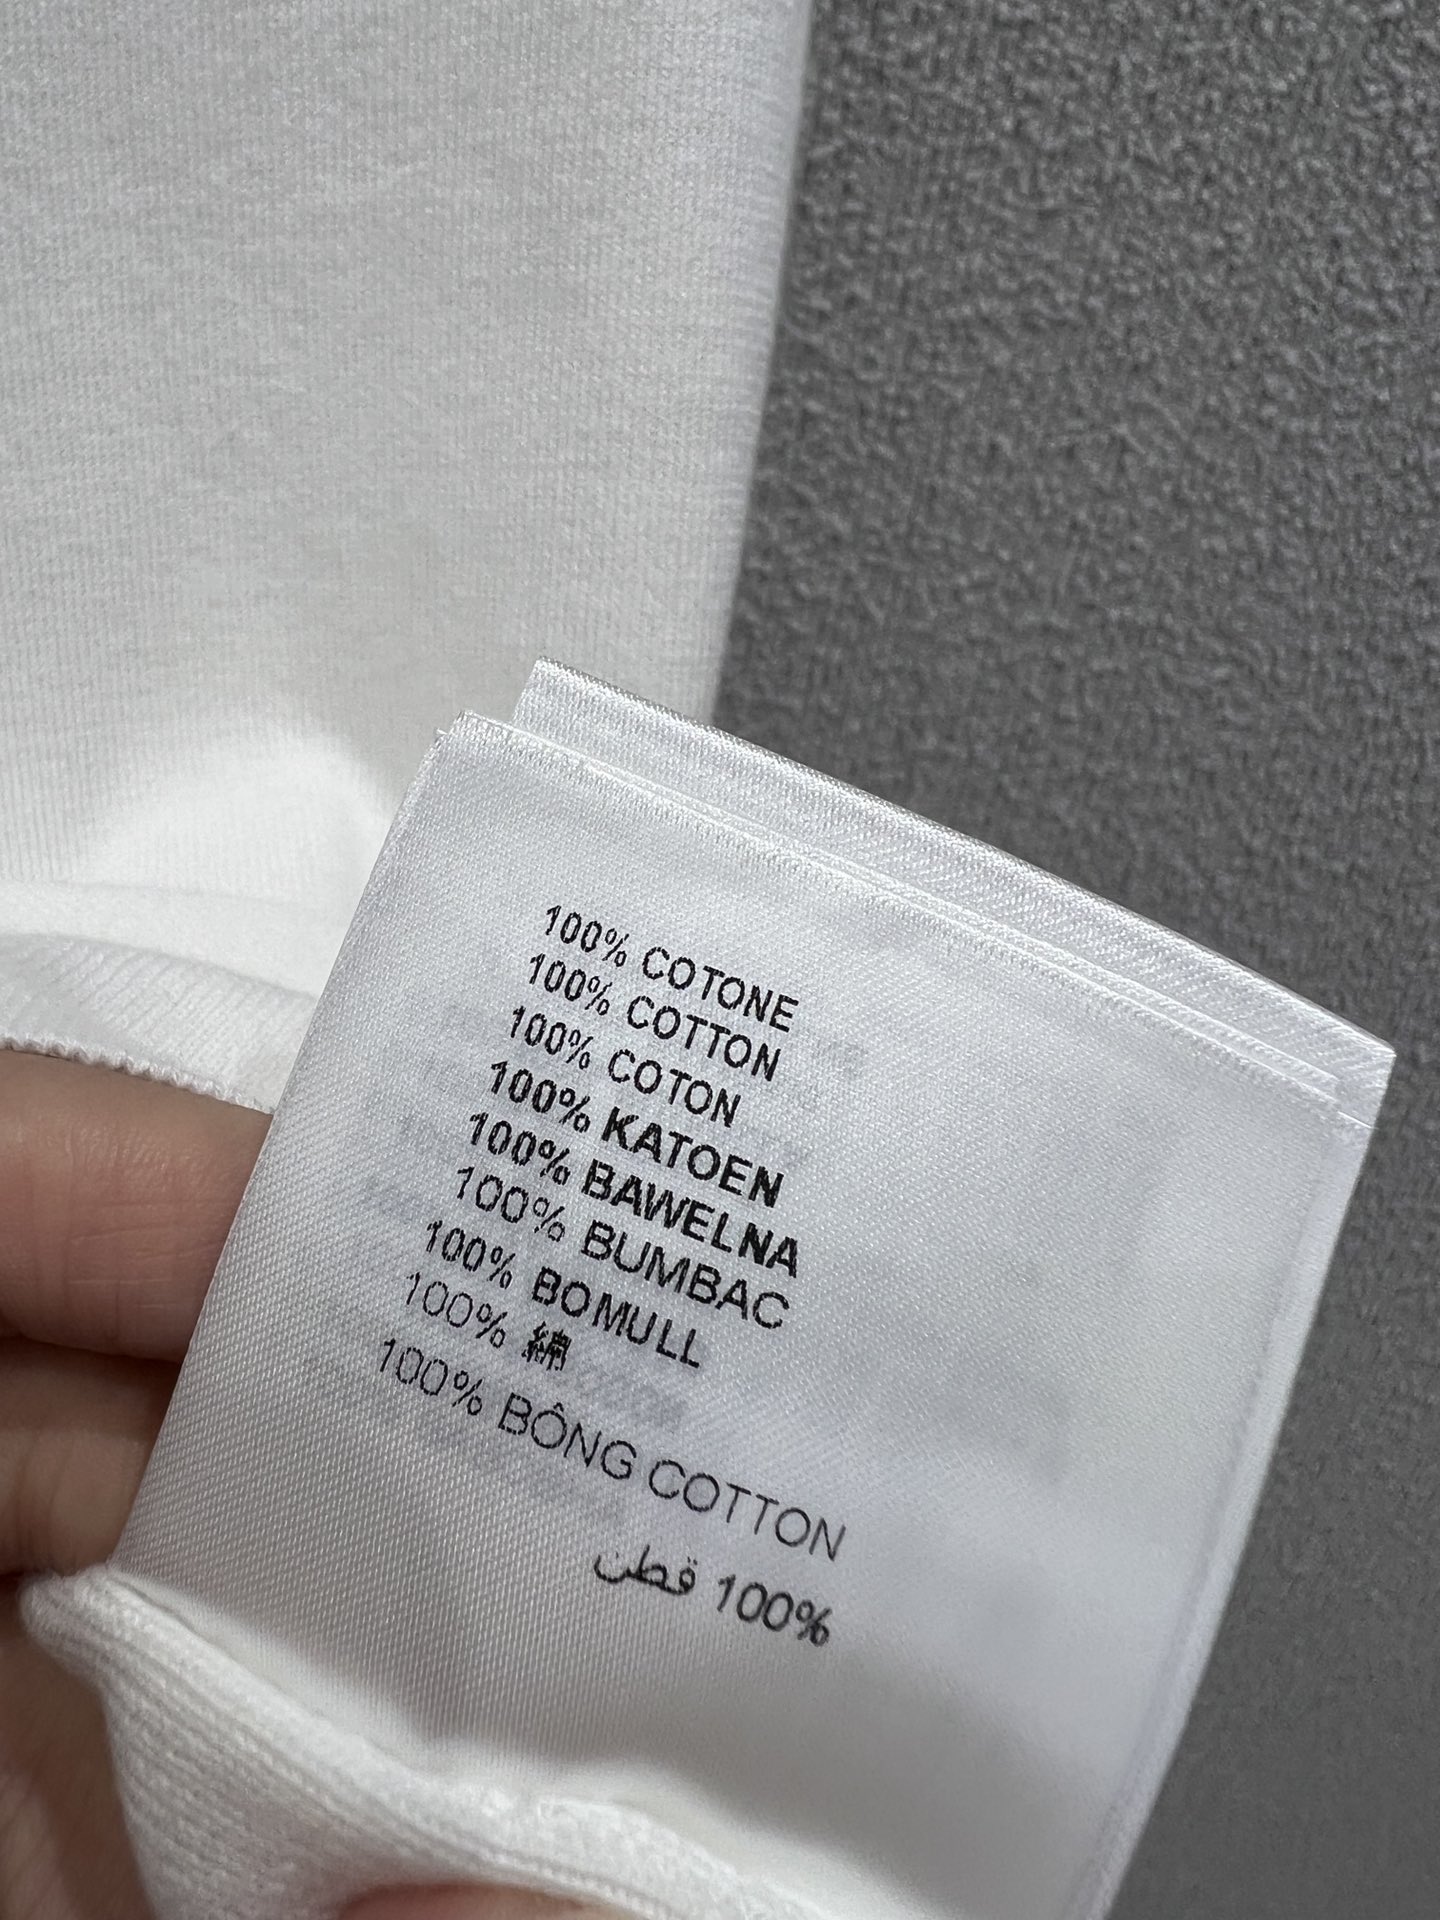 100% COTONE
100% COTTON
100% COTON
100% KATOEN
100% BAWELNA
100% BUMBAC
100% BOMULL
100% 綿
100% BÔNG COTTON
100% قطن